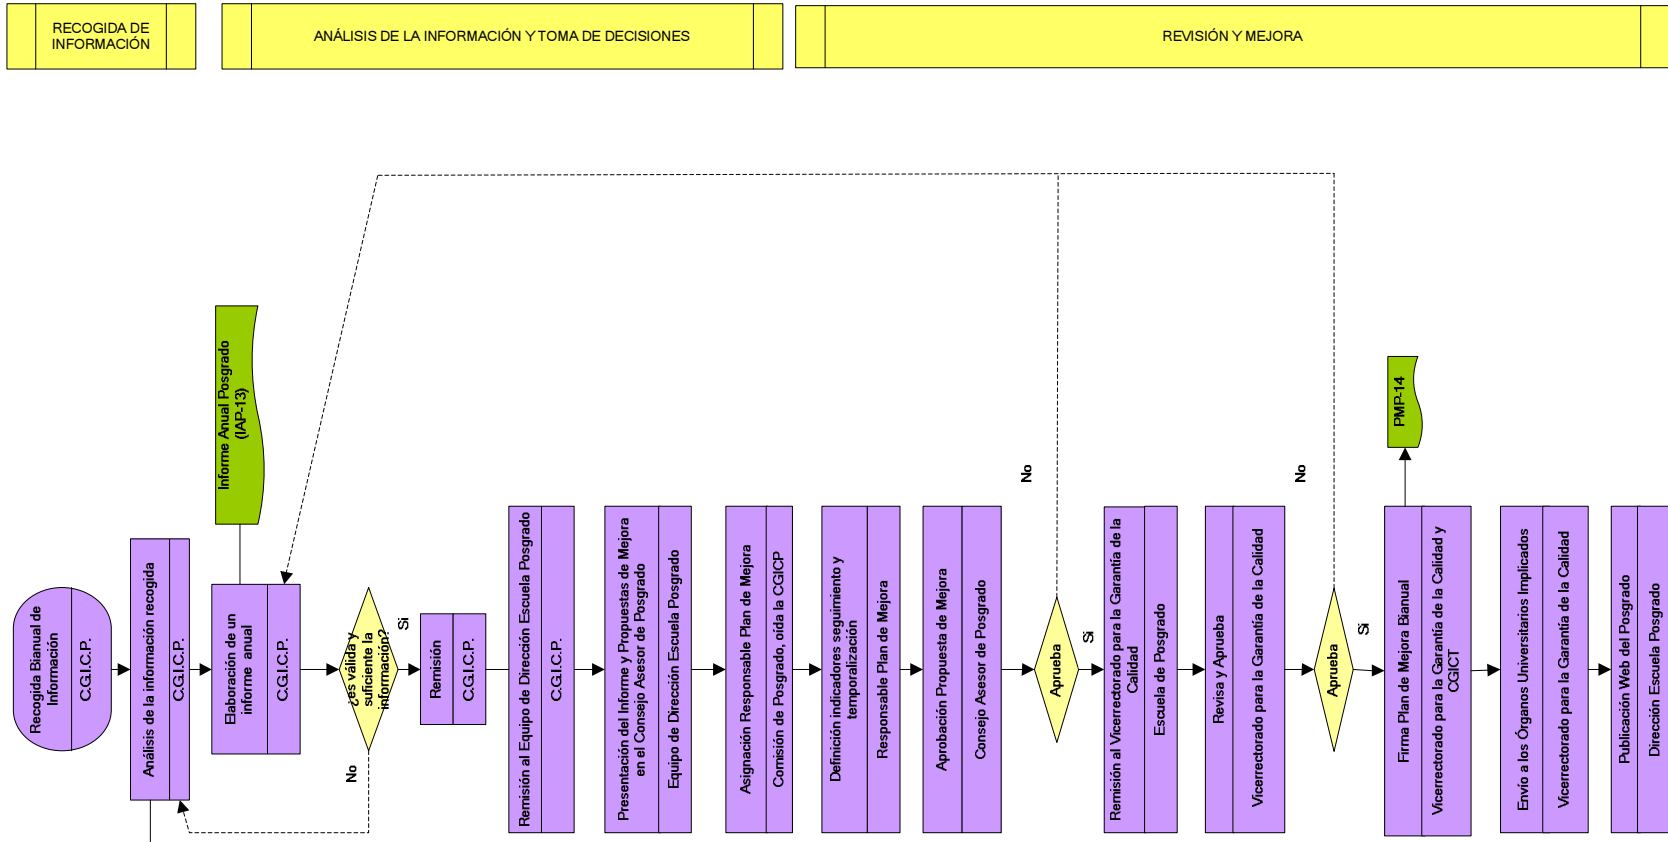 RECOGIDA DE
INFORMACIÓN
ANÁLISIS DE LA INFORMACIÓN Y TOMA DE DECISIONES
REVISIÓN Y MEJORA
Recogida Bianual de
Información
C.G.I.C.P.
Análisis de la información recogida
C.G.I.C.P.
Informe Anual Posgrado
(IAP-13)
Elaboración de un
informe anual
C.G.I.C.P.
¿es válida y
suficiente la
información?
No
Si
Remisión
C.G.I.C.P.
Remisión al Equipo de Dirección Escuela Posgrado
C.G.I.C.P.
Presentación del Informe y Propuestas de Mejora
en el Consejo Asesor de Posgrado
Equipo de Dirección Escuela Posgrado
Asignación Responsable Plan de Mejora
Comisión de Posgrado, oida la CGICP
Definición indicadores seguimiento y
temporalización
Responsable Plan de Mejora
Aprobación Propuesta de Mejora
Consejo Asesor de Posgrado
No
Aprueba
Si
Remisión al Vicerrectorado para la Garantía de la
Calidad
Escuela de Posgrado
Revisa y Aprueba
Vicerrectorado para la Garantía de la Calidad
No
Aprueba
Si
PMP-14
Firma Plan de Mejora Bianual
Vicerrectorado para la Garantía de la Calidad y
CGICT
Envío a los Órganos Universitarios Implicados
Vicerrectorado para la Garantía de la Calidad
Publicación Web del Posgrado
Dirección Escuela Posgrado